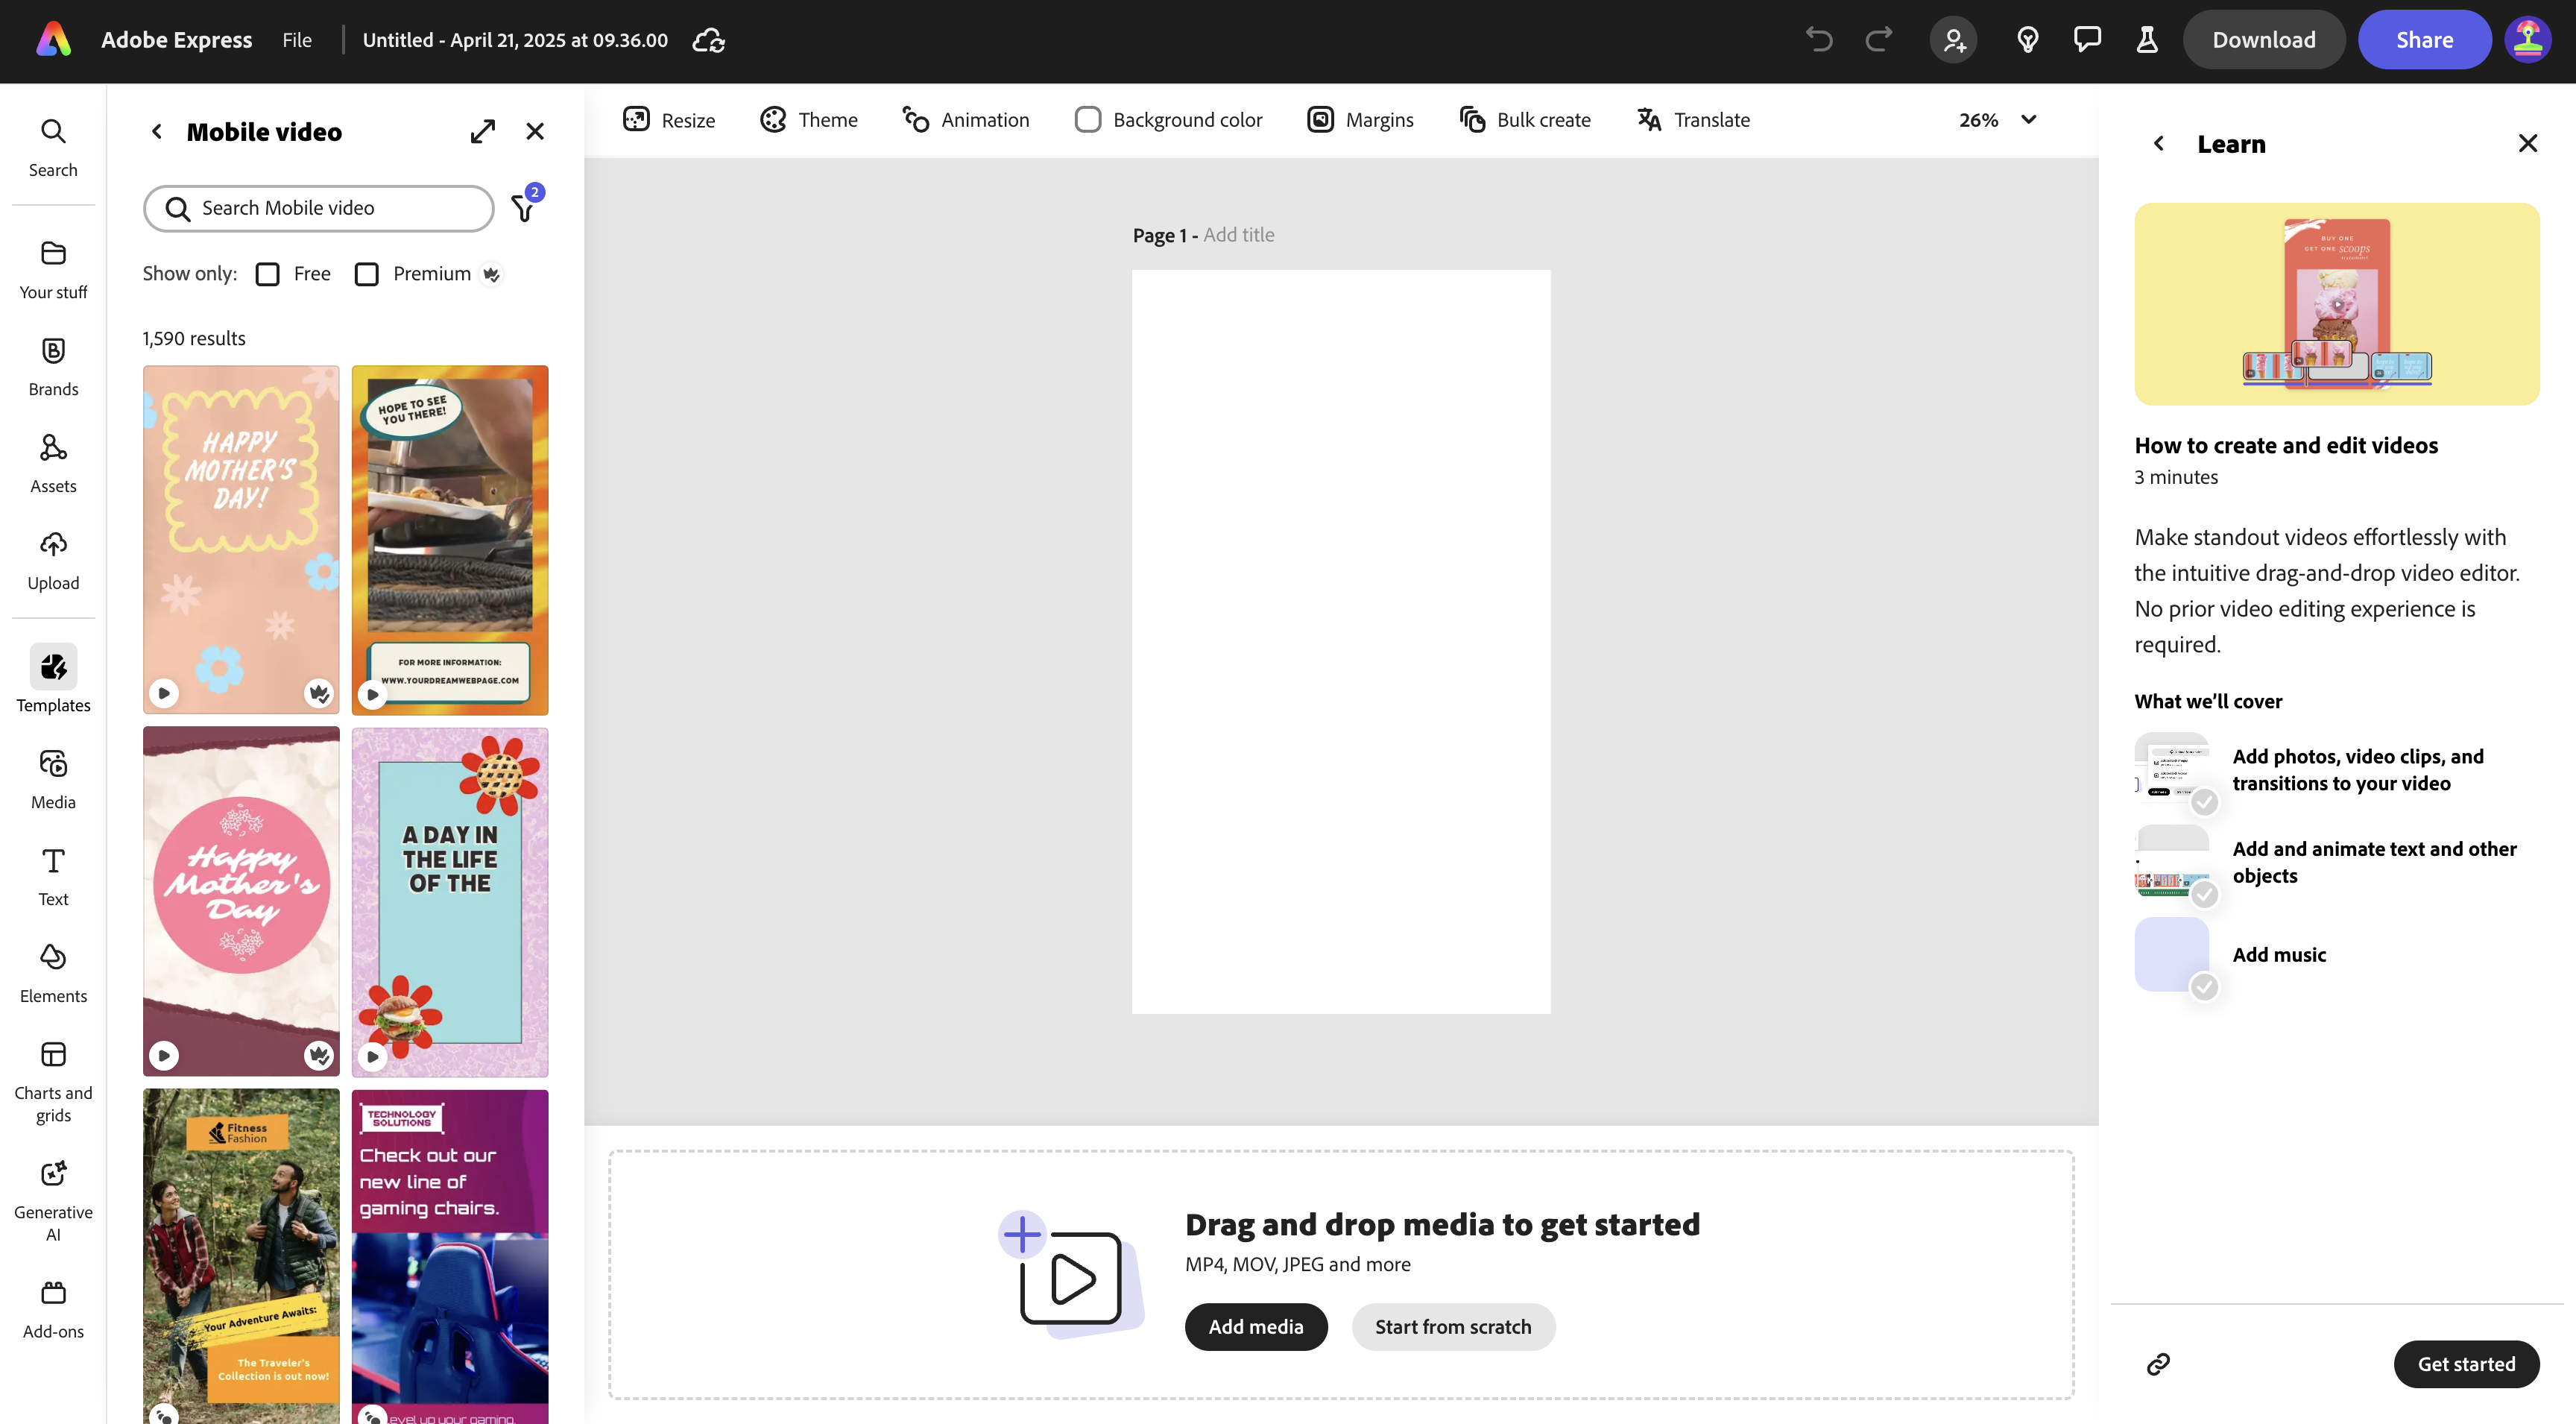 Adobe Express
File
Untitled - April 21, 2025 at 09.36.00
Download
Share
Search
Your stuff
Brands
Assets
Upload
Templates
Media
Text
Elements
Charts and
grids
Generative
AI
Add-ons
Mobile video
2
Search Mobile video
Show only:
Free
Premium
1,590 results
HAPPY
MOTHER'S
DAY!
HOPE TO SEE
YOU THERE!
FOR MORE INFORMATION:
WWW.YOURDREAMWEBPAGE.COM
Happy
Mother's
Day
A DAY IN
THE LIFE
OF THE
Fitness
Fashion
Your Adventure Awaits:
The Traveler's
Collection is out now!
TECHNOLOGY
SOLUTIONS
Check out our
new line of
gaming chairs.
evel up your gaming
Resize
Theme
Animation
Background color
Margins
Bulk create
Translate
26%
Page 1 - Add title
Drag and drop media to get started
MP4, MOV, JPEG and more
Add media
Start from scratch
Learn
BUY ONE
GET ONE scoops
How to create and edit videos
3 minutes
Make standout videos effortlessly with
the intuitive drag-and-drop video editor.
No prior video editing experience is
required.
What we'll cover
Add photos, video clips, and
transitions to your video
Add and animate text and other
objects
Add music
Get started